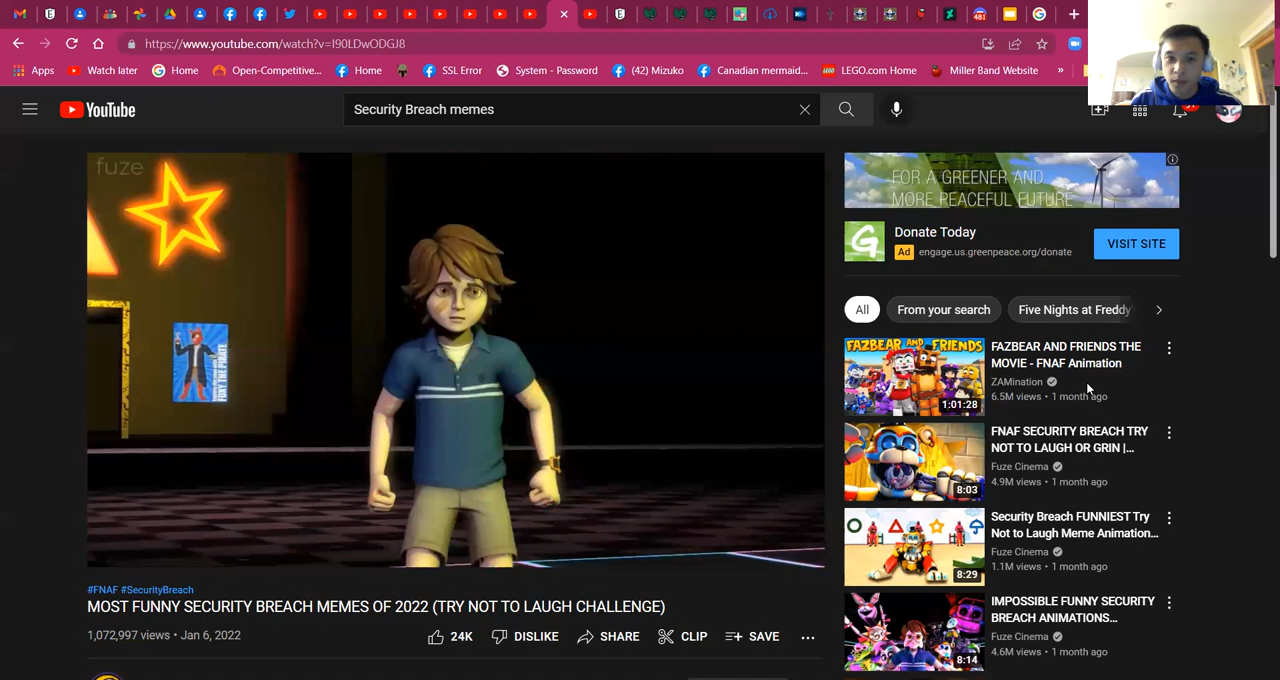 481
https://www.youtube.com/watch?v=I90LDwODGJ8
Apps
Watch later
Home
Open-Competitive...
Home
SSL Error
System - Password
(42) Mizuko
Canadian mermaid...
LEGO.com Home
Miller Band Website
»
YouTube
Security Breach memes
fuze
FOXY THE PIRATE
FOR A GREENER AND
MORE PEACEFUL FUTURE
Donate Today
Ad engage.us.greenpeace.org/donate
VISIT SITE
All
From your search
Five Nights at Freddy
FAZBEAR AND FRIENDS
1:01:28
FAZBEAR AND FRIENDS THE
MOVIE - FNAF Animation
ZAMination
6.5M views • 1 month ago
8:03
FNAF SECURITY BREACH TRY
NOT TO LAUGH OR GRIN |...
Fuze Cinema
4.9M views • 1 month ago
8:29
Security Breach FUNNIEST Try
Not to Laugh Meme Animation...
Fuze Cinema
1.1M views • 1 month ago
8:14
IMPOSSIBLE FUNNY SECURITY
BREACH ANIMATIONS...
Fuze Cinema
4.6M views • 1 month ago
#FNAF #SecurityBreach
MOST FUNNY SECURITY BREACH MEMES OF 2022 (TRY NOT TO LAUGH CHALLENGE)
1,072,997 views • Jan 6, 2022
24K
DISLIKE
SHARE
CLIP
SAVE